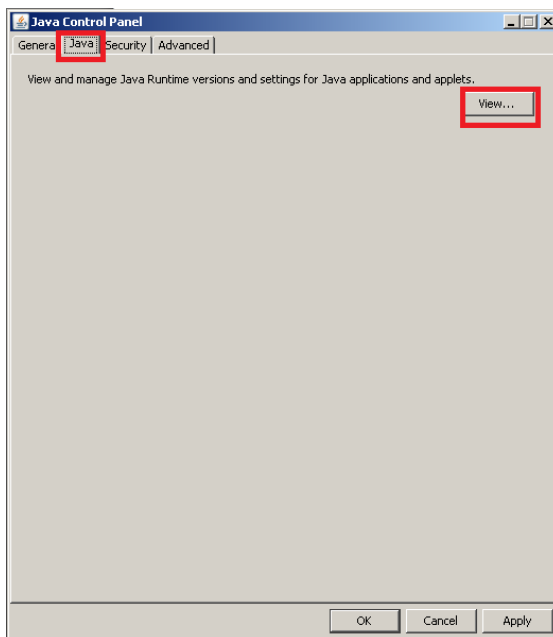 Java Control Panel
General Java Security Advanced
View and manage Java Runtime versions and settings for Java applications and applets.
View...
OK Cancel Apply